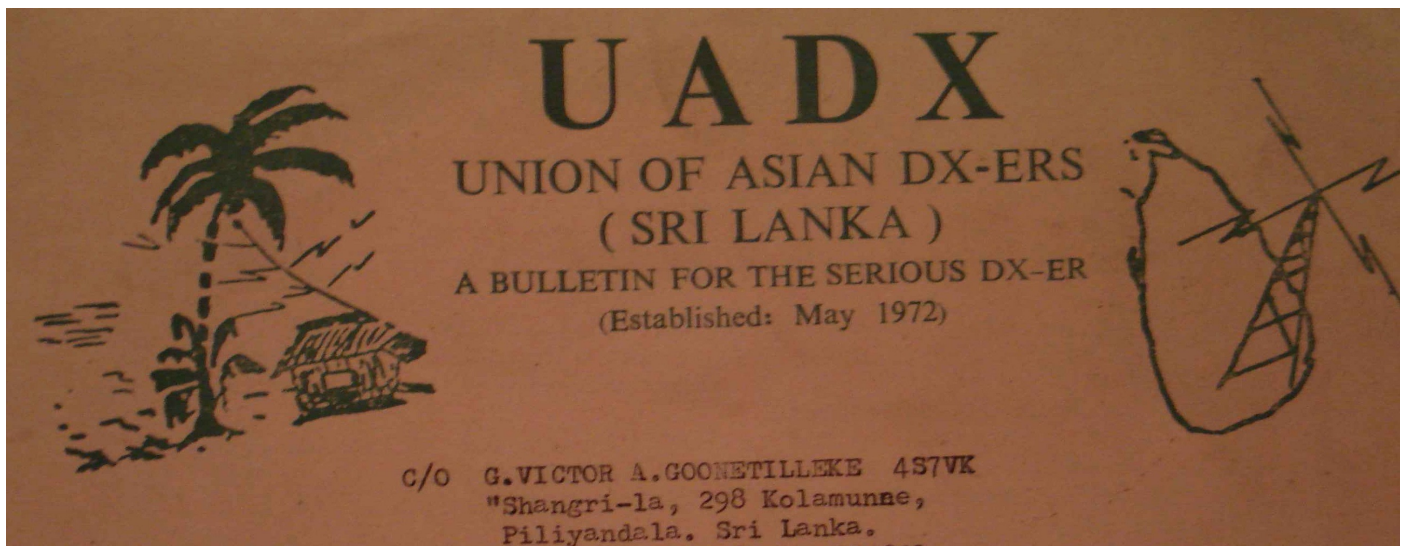 UADX
UNION OF ASIAN DX-ERS
( SRI LANKA )
A BULLETIN FOR THE SERIOUS DX-ER
(Established: May 1972)
C/O G.VICTOR A.GOONETILLEKE 4S7VK
"Shangri-la, 298 Kolamunne,
Piliyandala. Sri Lanka.